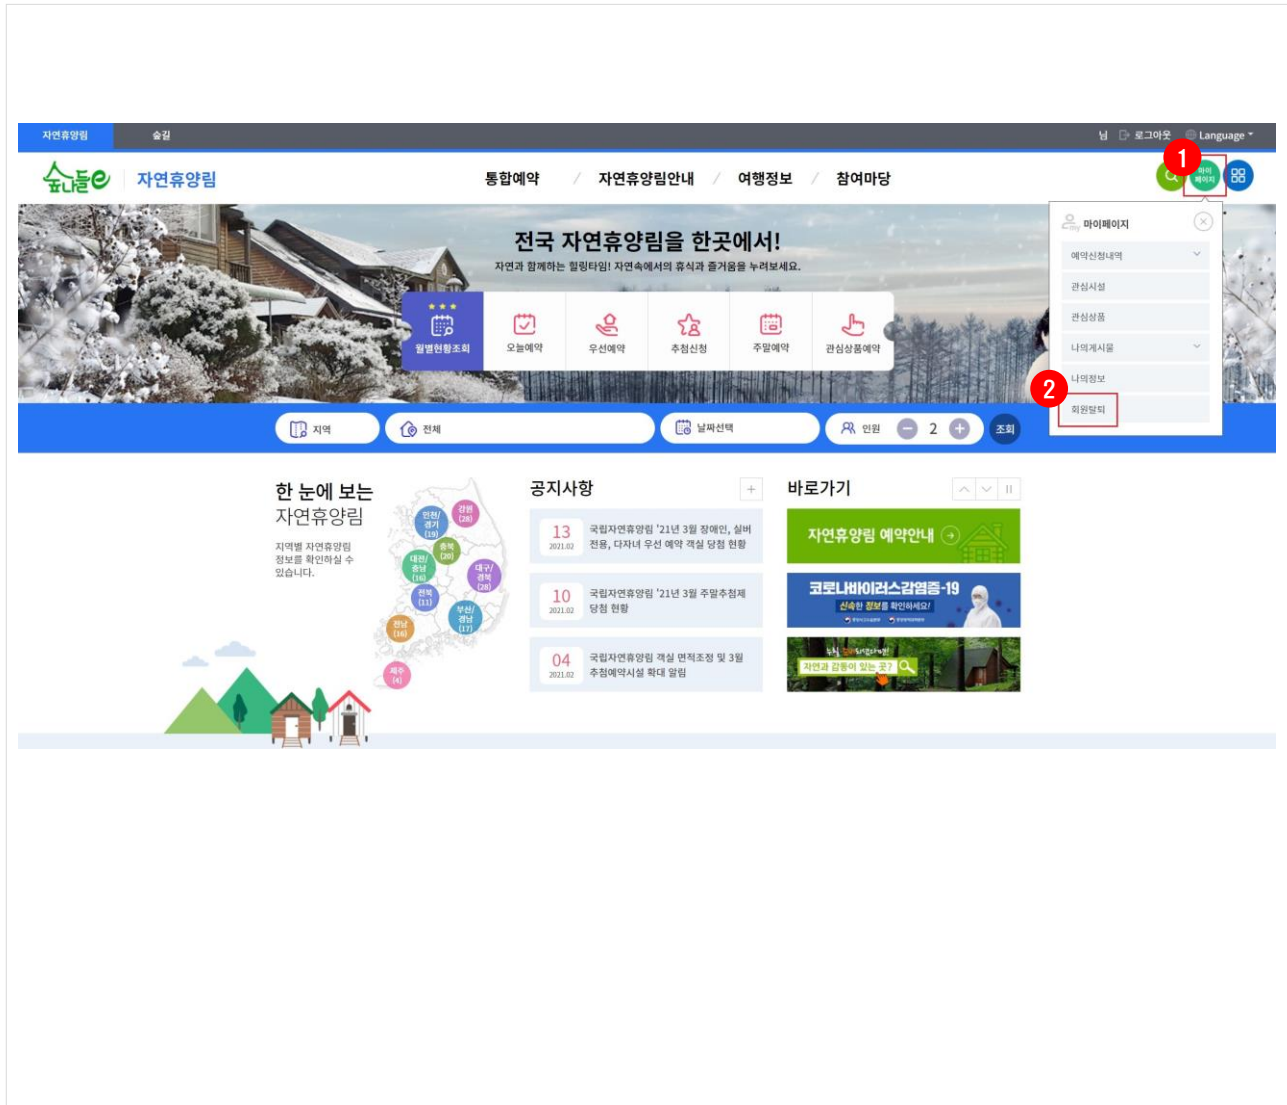 자연휴양림
숲길
님
로그아웃
Language
1
숲나들e
자연휴양림
통합예약 / 자연휴양림안내 / 여행정보 / 참여마당
마이
페이지
전국 자연휴양림을 한곳에서!
자연과 함께하는 힐링타임! 자연속에서의 휴식과 즐거움을 누려보세요.
월별현황조회
오늘예약
우선예약
추첨신청
주말예약
관심상품예약
my 마이페이지
예약신청내역
관심시설
관심상품
나의게시물
나의정보
2
회원탈퇴
지역
전체
날짜선택
인원
2
조회
한 눈에 보는
자연휴양림
지역별 자연휴양림
정보를 확인하실 수
있습니다.
인천/
경기
(19)
강원
(28)
충북
(20)
대전/
충남
(16)
대구/
경북
(28)
전북
(11)
부산/
경남
(17)
전남
(16)
제주
(4)
공지사항
13
2021.02
국립자연휴양림 '21년 3월 장애인, 실버
전용, 다자녀 우선 예약 객실 당첨 현황
10
2021.02
국립자연휴양림 '21년 3월 주말추첨제
당첨 현황
04
2021.02
국립자연휴양림 객실 면적조정 및 3월
추첨예약시설 확대 알림
바로가기
자연휴양림 예약안내
코로나바이러스감염증-19
신속한 정보를 확인하세요!
자연과 감동이 있는 곳?